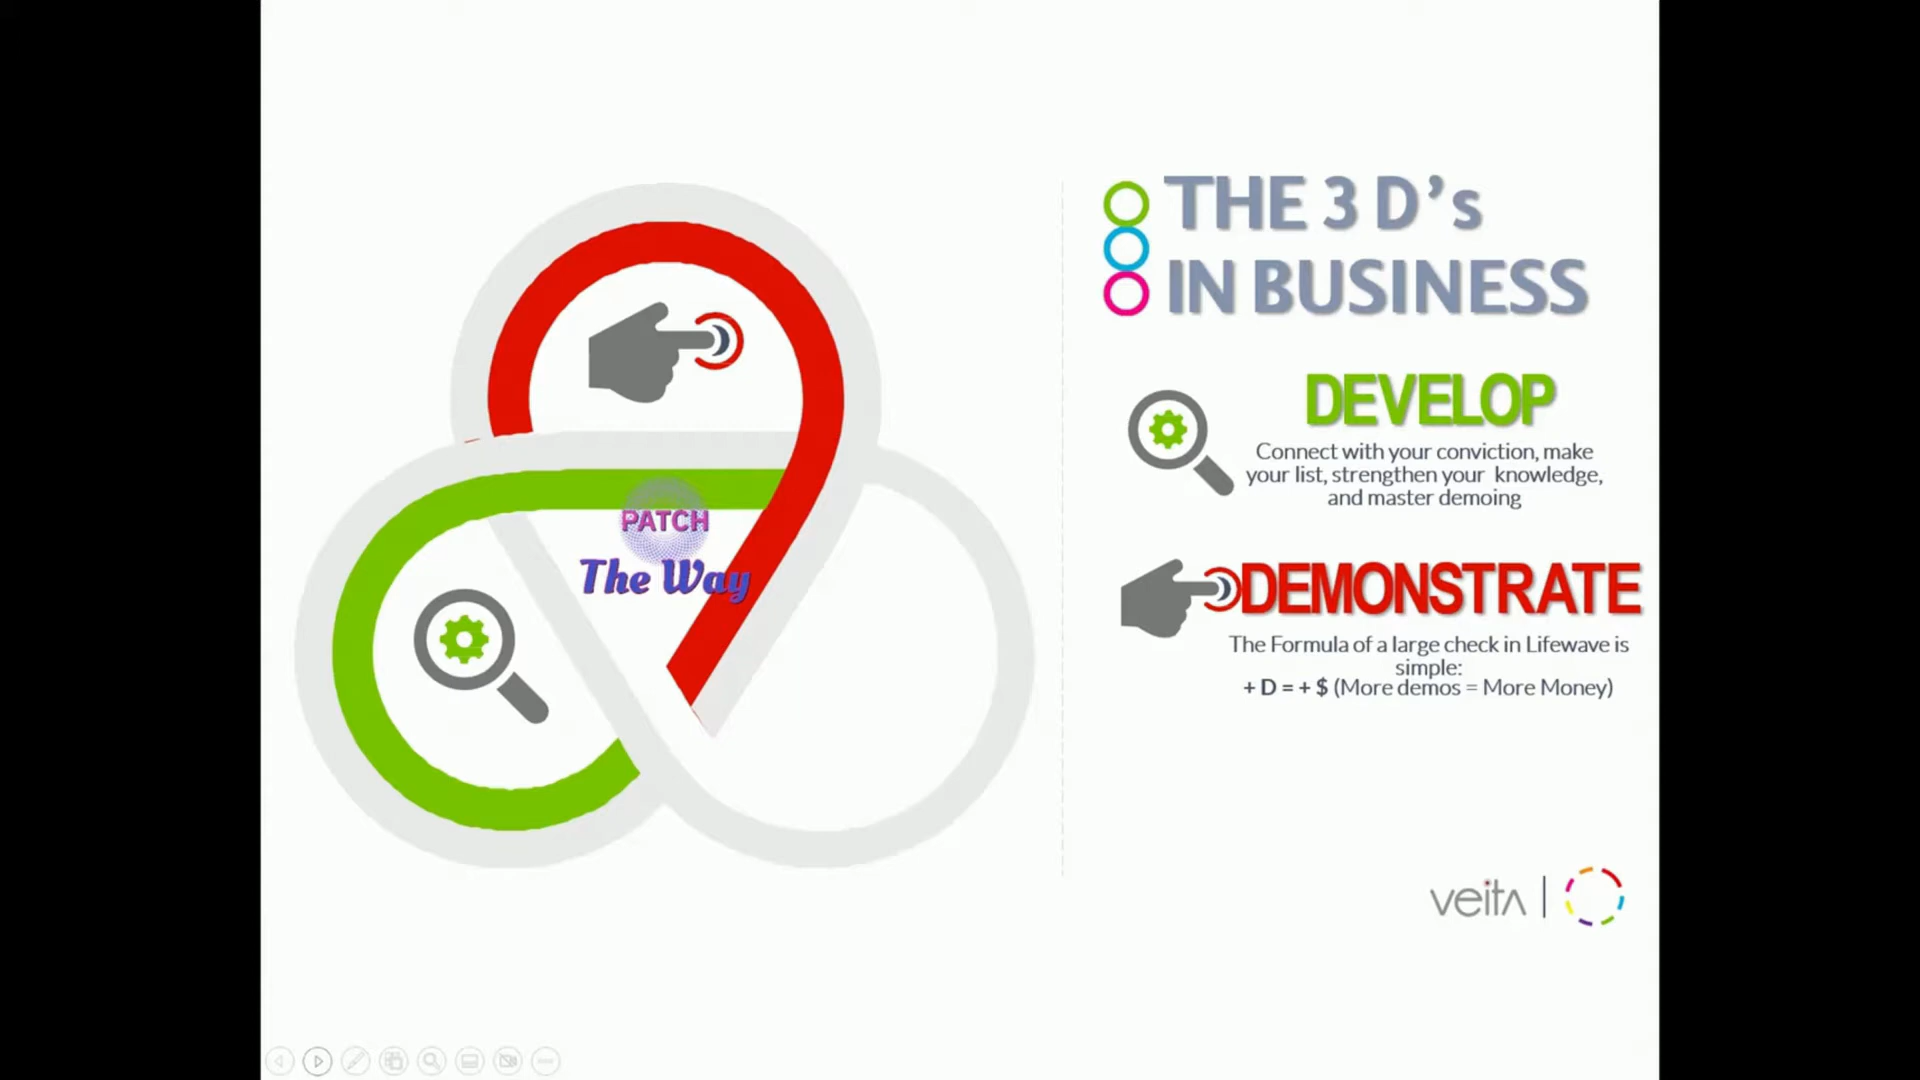 THE 3 D's
IN BUSINESS
DEVELOP
Connect with your conviction, make
your list, strengthen your knowledge,
and master demoing
DEMONSTRATE
The Formula of a large check in Lifewave is
simple:
+ D = + $ (More demos = More Money)
PATCH
The Way
veita